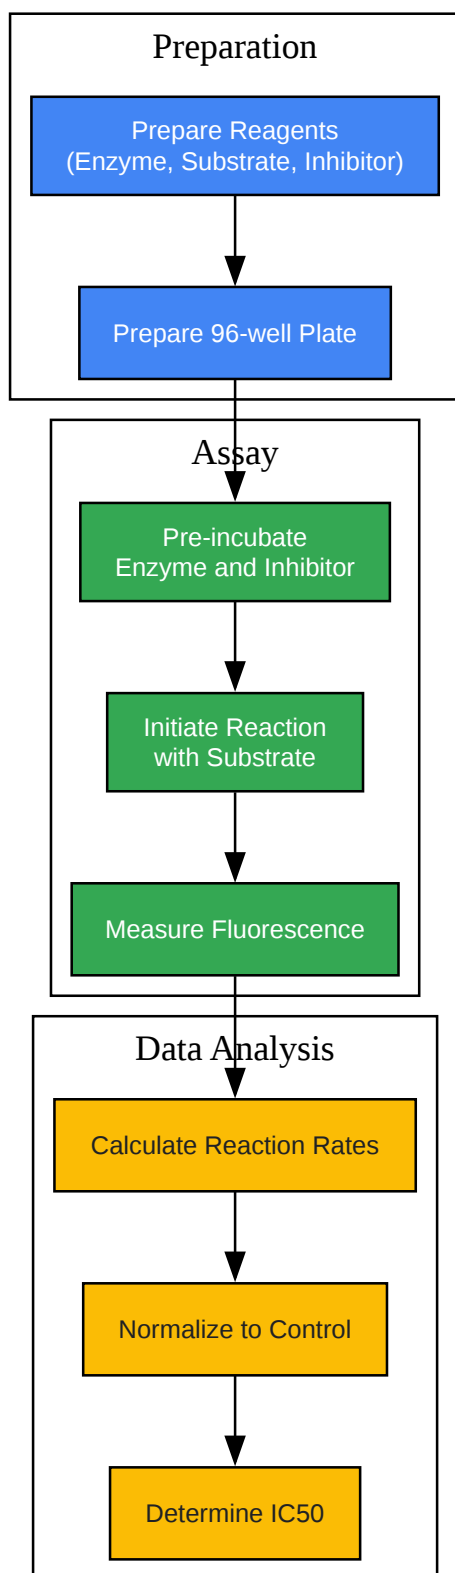 Preparation
Prepare Reagents
(Enzyme, Substrate, Inhibitor)
Prepare 96-well Plate
Assay
Pre-incubate
Enzyme and Inhibitor
Initiate Reaction
with Substrate
Measure Fluorescence
Data Analysis
Calculate Reaction Rates
Normalize to Control
Determine IC50